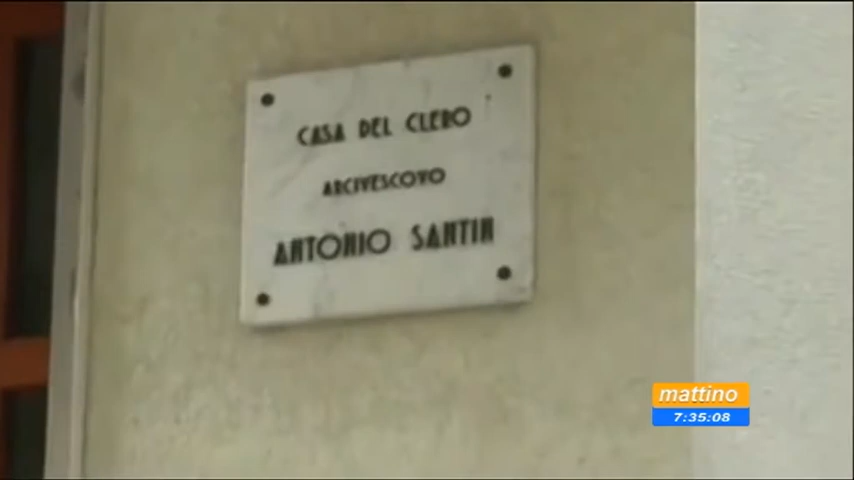 CASA DEL CLERO
ARCIVESCOVO
ANTONIO SANTIN
mattino
7:35:08